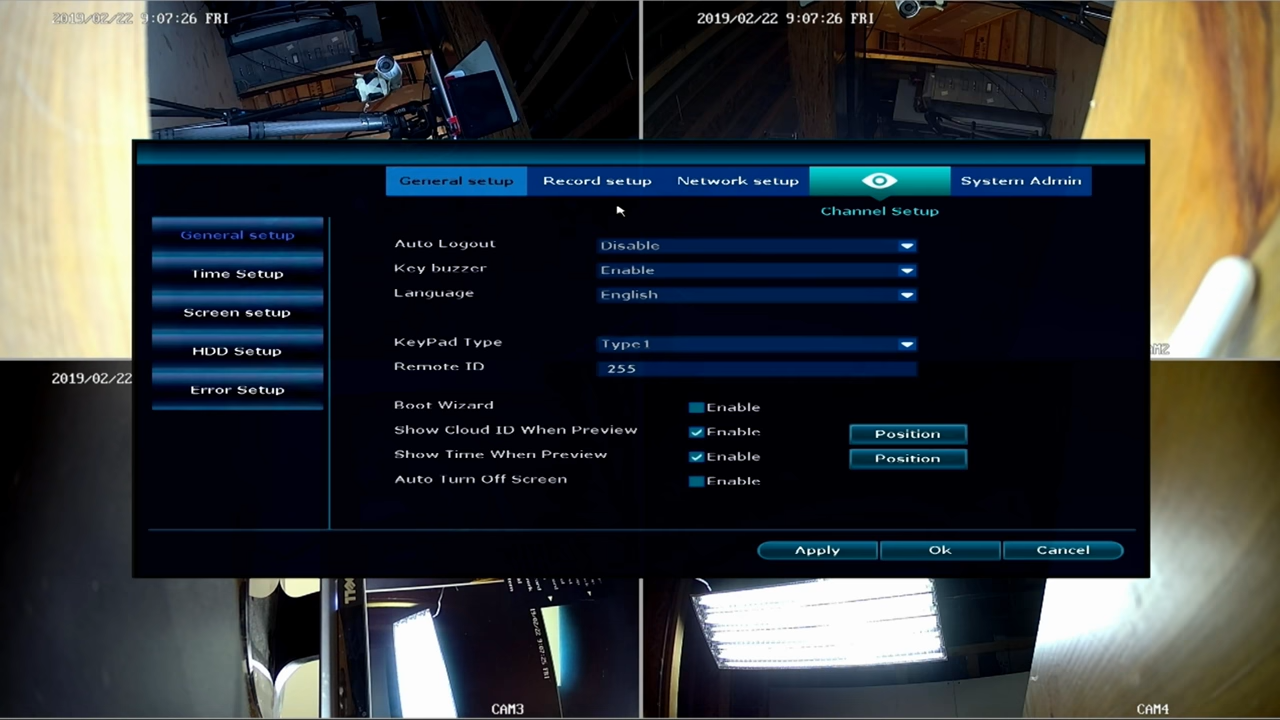 2019/02/22 9:07:26 FRI
2019/02/22 9:07:26 FRI
General setup
Record setup
Network setup
System Admin
Channel Setup
General setup
Time Setup
Screen setup
HDD Setup
Error Setup
Auto Logout Disable
Key buzzer Enable
Language English
KeyPad Type Type1
Remote ID 255
Boot Wizard Enable
Show Cloud ID When Preview Enable Position
Show Time When Preview Enable Position
Auto Turn Off Screen Enable
Apply
Ok
Cancel
2019/02/22
CAM3
CAM4